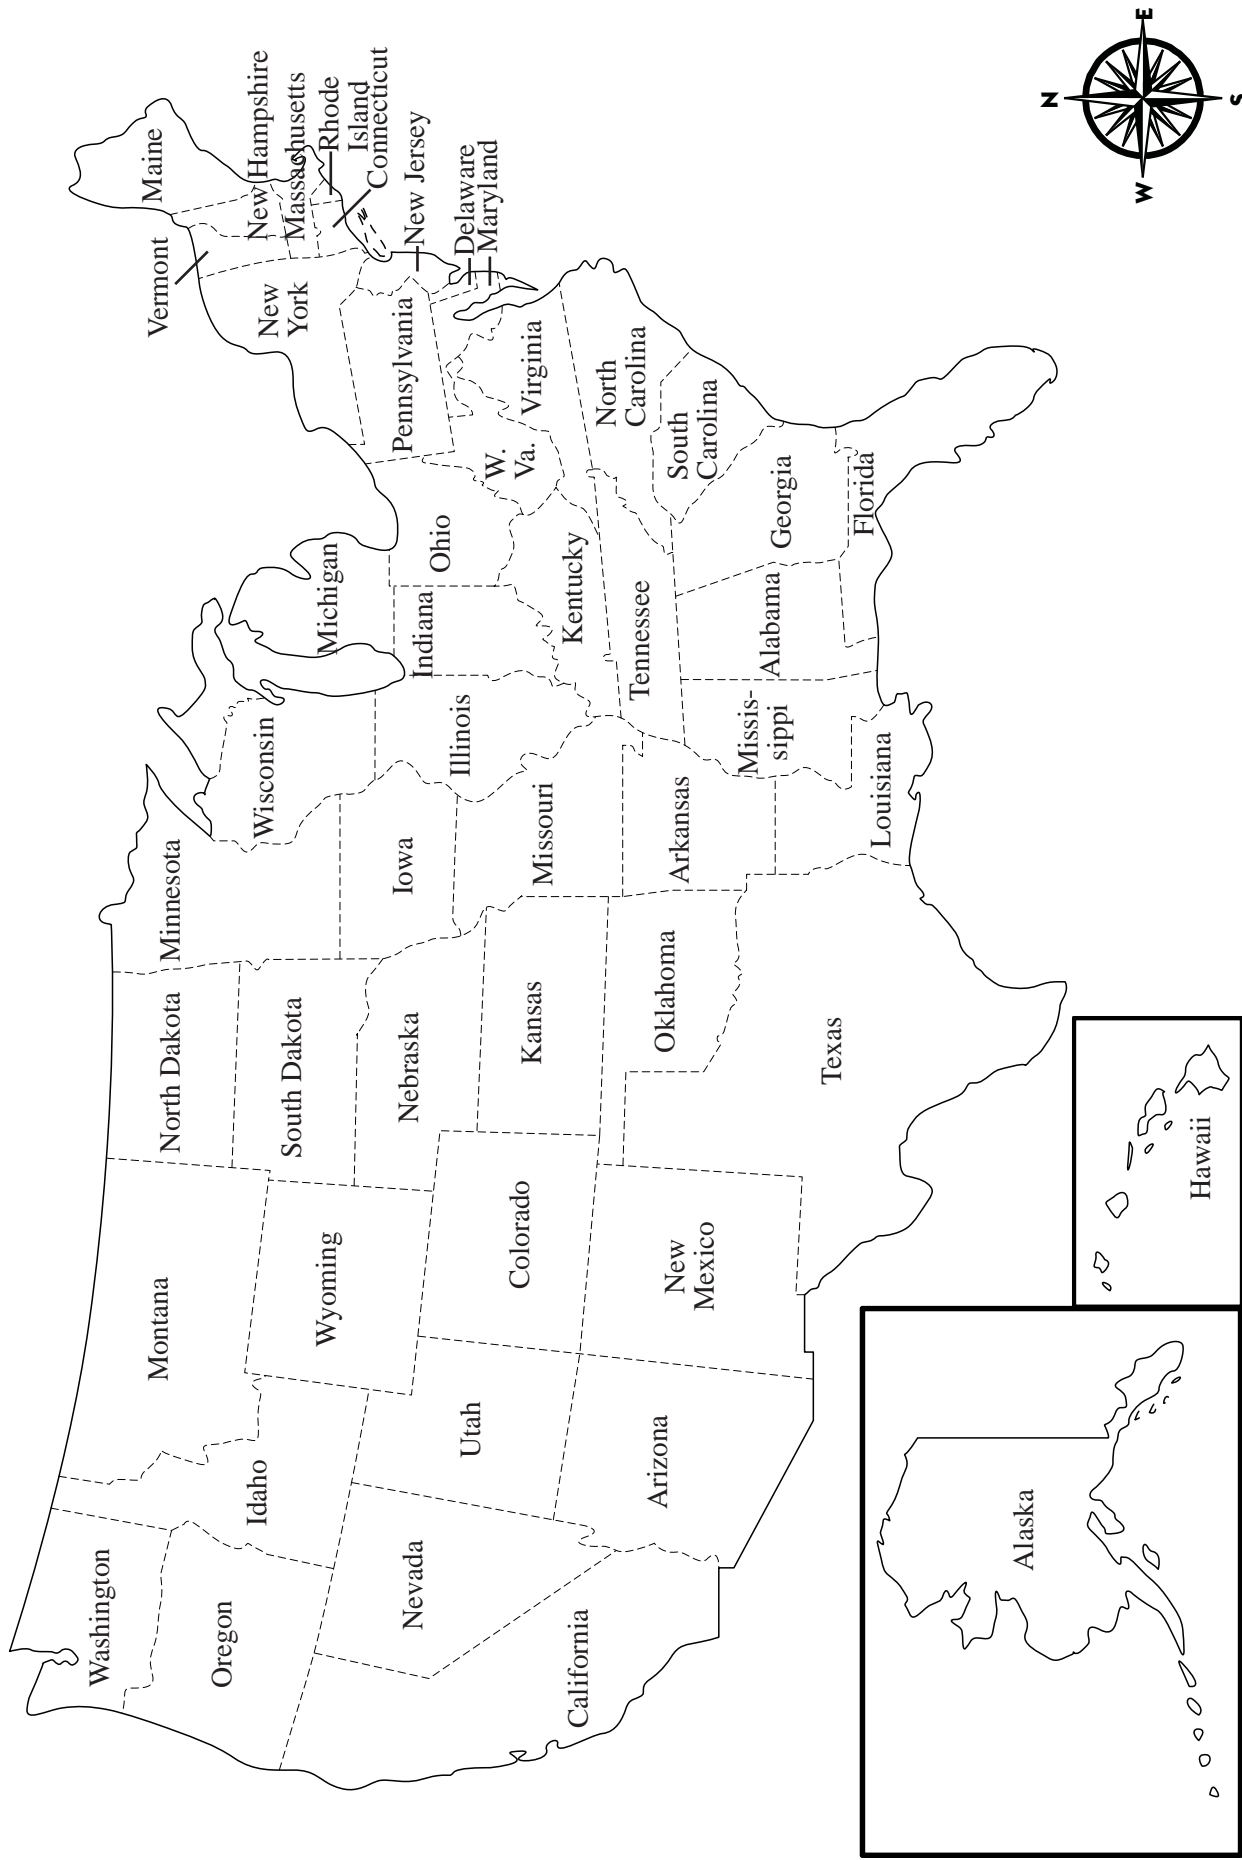 Washington
Oregon
California
Nevada
Idaho
Montana
Wyoming
Utah
Arizona
Colorado
New
Mexico
North Dakota
South Dakota
Nebraska
Kansas
Oklahoma
Texas
Minnesota
Iowa
Missouri
Arkansas
Louisiana
Wisconsin
Illinois
Missis-
sippi
Michigan
Indiana
Ohio
Kentucky
Tennessee
Alabama
Georgia
Florida
South
Carolina
North
Carolina
Virginia
W.
Va.
Pennsylvania
New
York
Vermont
Maine
New Hampshire
Massachusetts
Rhode
Island
Connecticut
New Jersey
Delaware
Maryland
Alaska
Hawaii
N
W
E
S